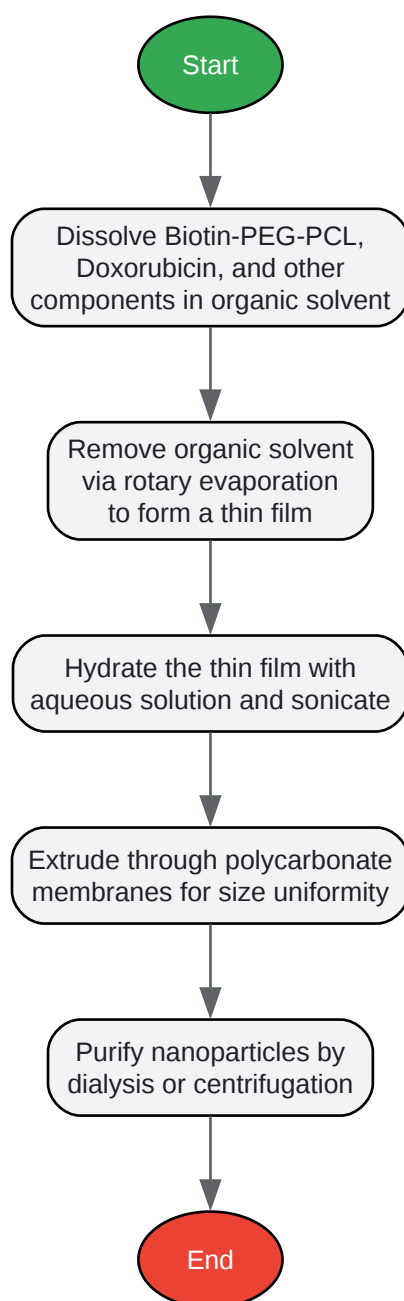 Start
Dissolve Biotin-PEG-PCL,
Doxorubicin, and other
components in organic solvent
Remove organic solvent
via rotary evaporation
to form a thin film
Hydrate the thin film with
aqueous solution and sonicate
Extrude through polycarbonate
membranes for size uniformity
Purify nanoparticles by
dialysis or centrifugation
End